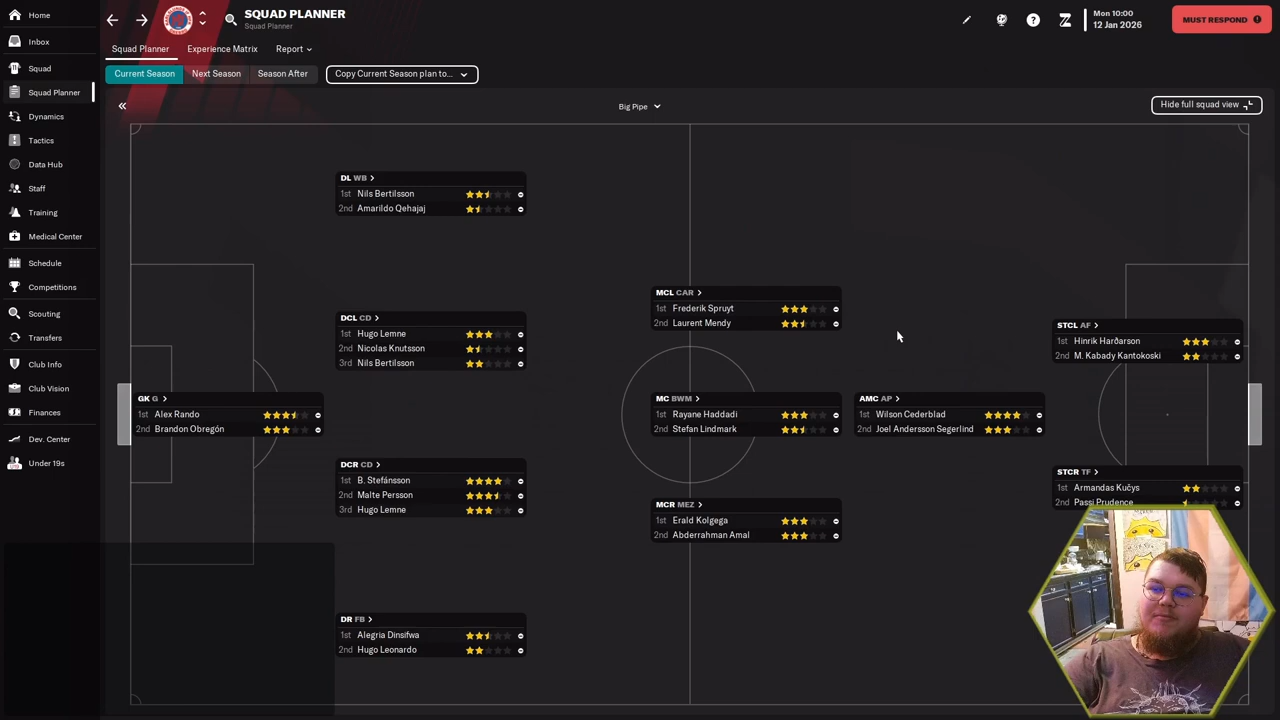 Home
Inbox
Squad
Squad Planner
Dynamics
Tactics
Data Hub
Staff
Training
Medical Center
Schedule
Competitions
Scouting
Transfers
Club Info
Club Vision
Finances
Dev. Center
Under 19s
SQUAD PLANNER
Squad Planner
Mon 10:00
12 Jan 2026
MUST RESPOND
Squad Planner Experience Matrix Report
Current Season Next Season Season After Copy Current Season plan to...
Big Pipe
Hide full squad view
DL WB
1st Nils Bertilsson
2nd Amarildo Qehajaj
DCL CD
1st Hugo Lemne
2nd Nicolas Knutsson
3rd Nils Bertilsson
GK G
1st Alex Rando
2nd Brandon Obregón
DCR CD
1st B. Stefánsson
2nd Malte Persson
3rd Hugo Lemne
DR FB
1st Alegria Dinsifwa
2nd Hugo Leonardo
MCL CAR
1st Frederik Spruyt
2nd Laurent Mendy
MC BWM
1st Rayane Haddadi
2nd Stefan Lindmark
MCR MEZ
1st Erald Kolgega
2nd Abderrahman Amal
AMC AP
1st Wilson Cederblad
2nd Joel Andersson Segerlind
STCL AF
1st Hinrik Harðarson
2nd M. Kabady Kantokoski
STCR TF
1st Armandas Kučys
2nd Passi Prudence